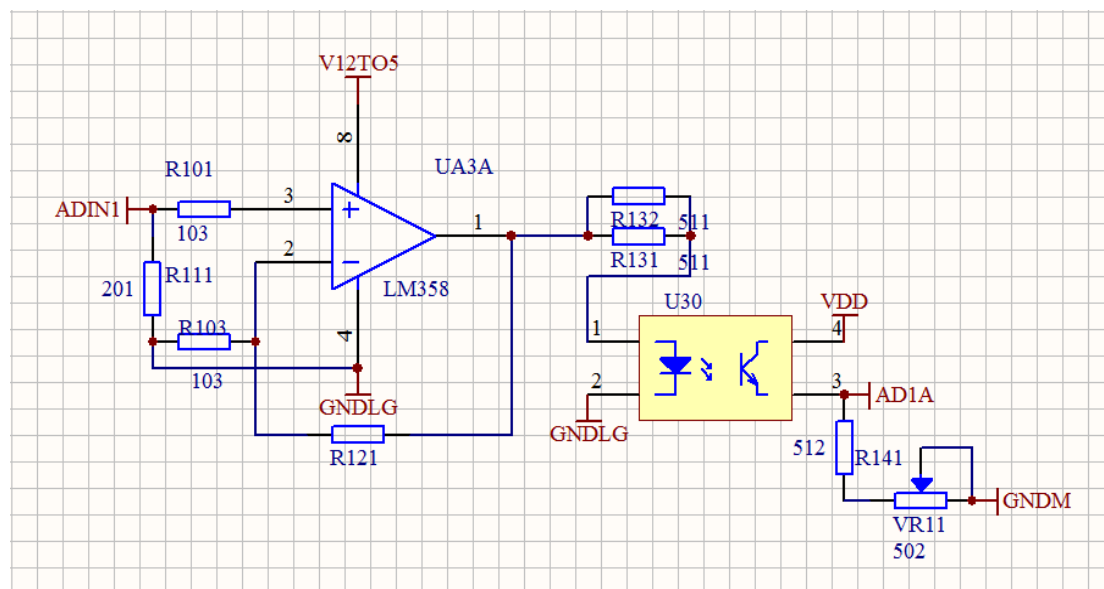 V12TO5
8
UA3A
R101
3
ADIN1
103
2
1
R132
511
R131
511
R111
201
LM358
R103
103
4
GNDLG
R121
U30
1
2
GNDLG
VDD
4
3
AD1A
512
R141
GNDM
VR11
502